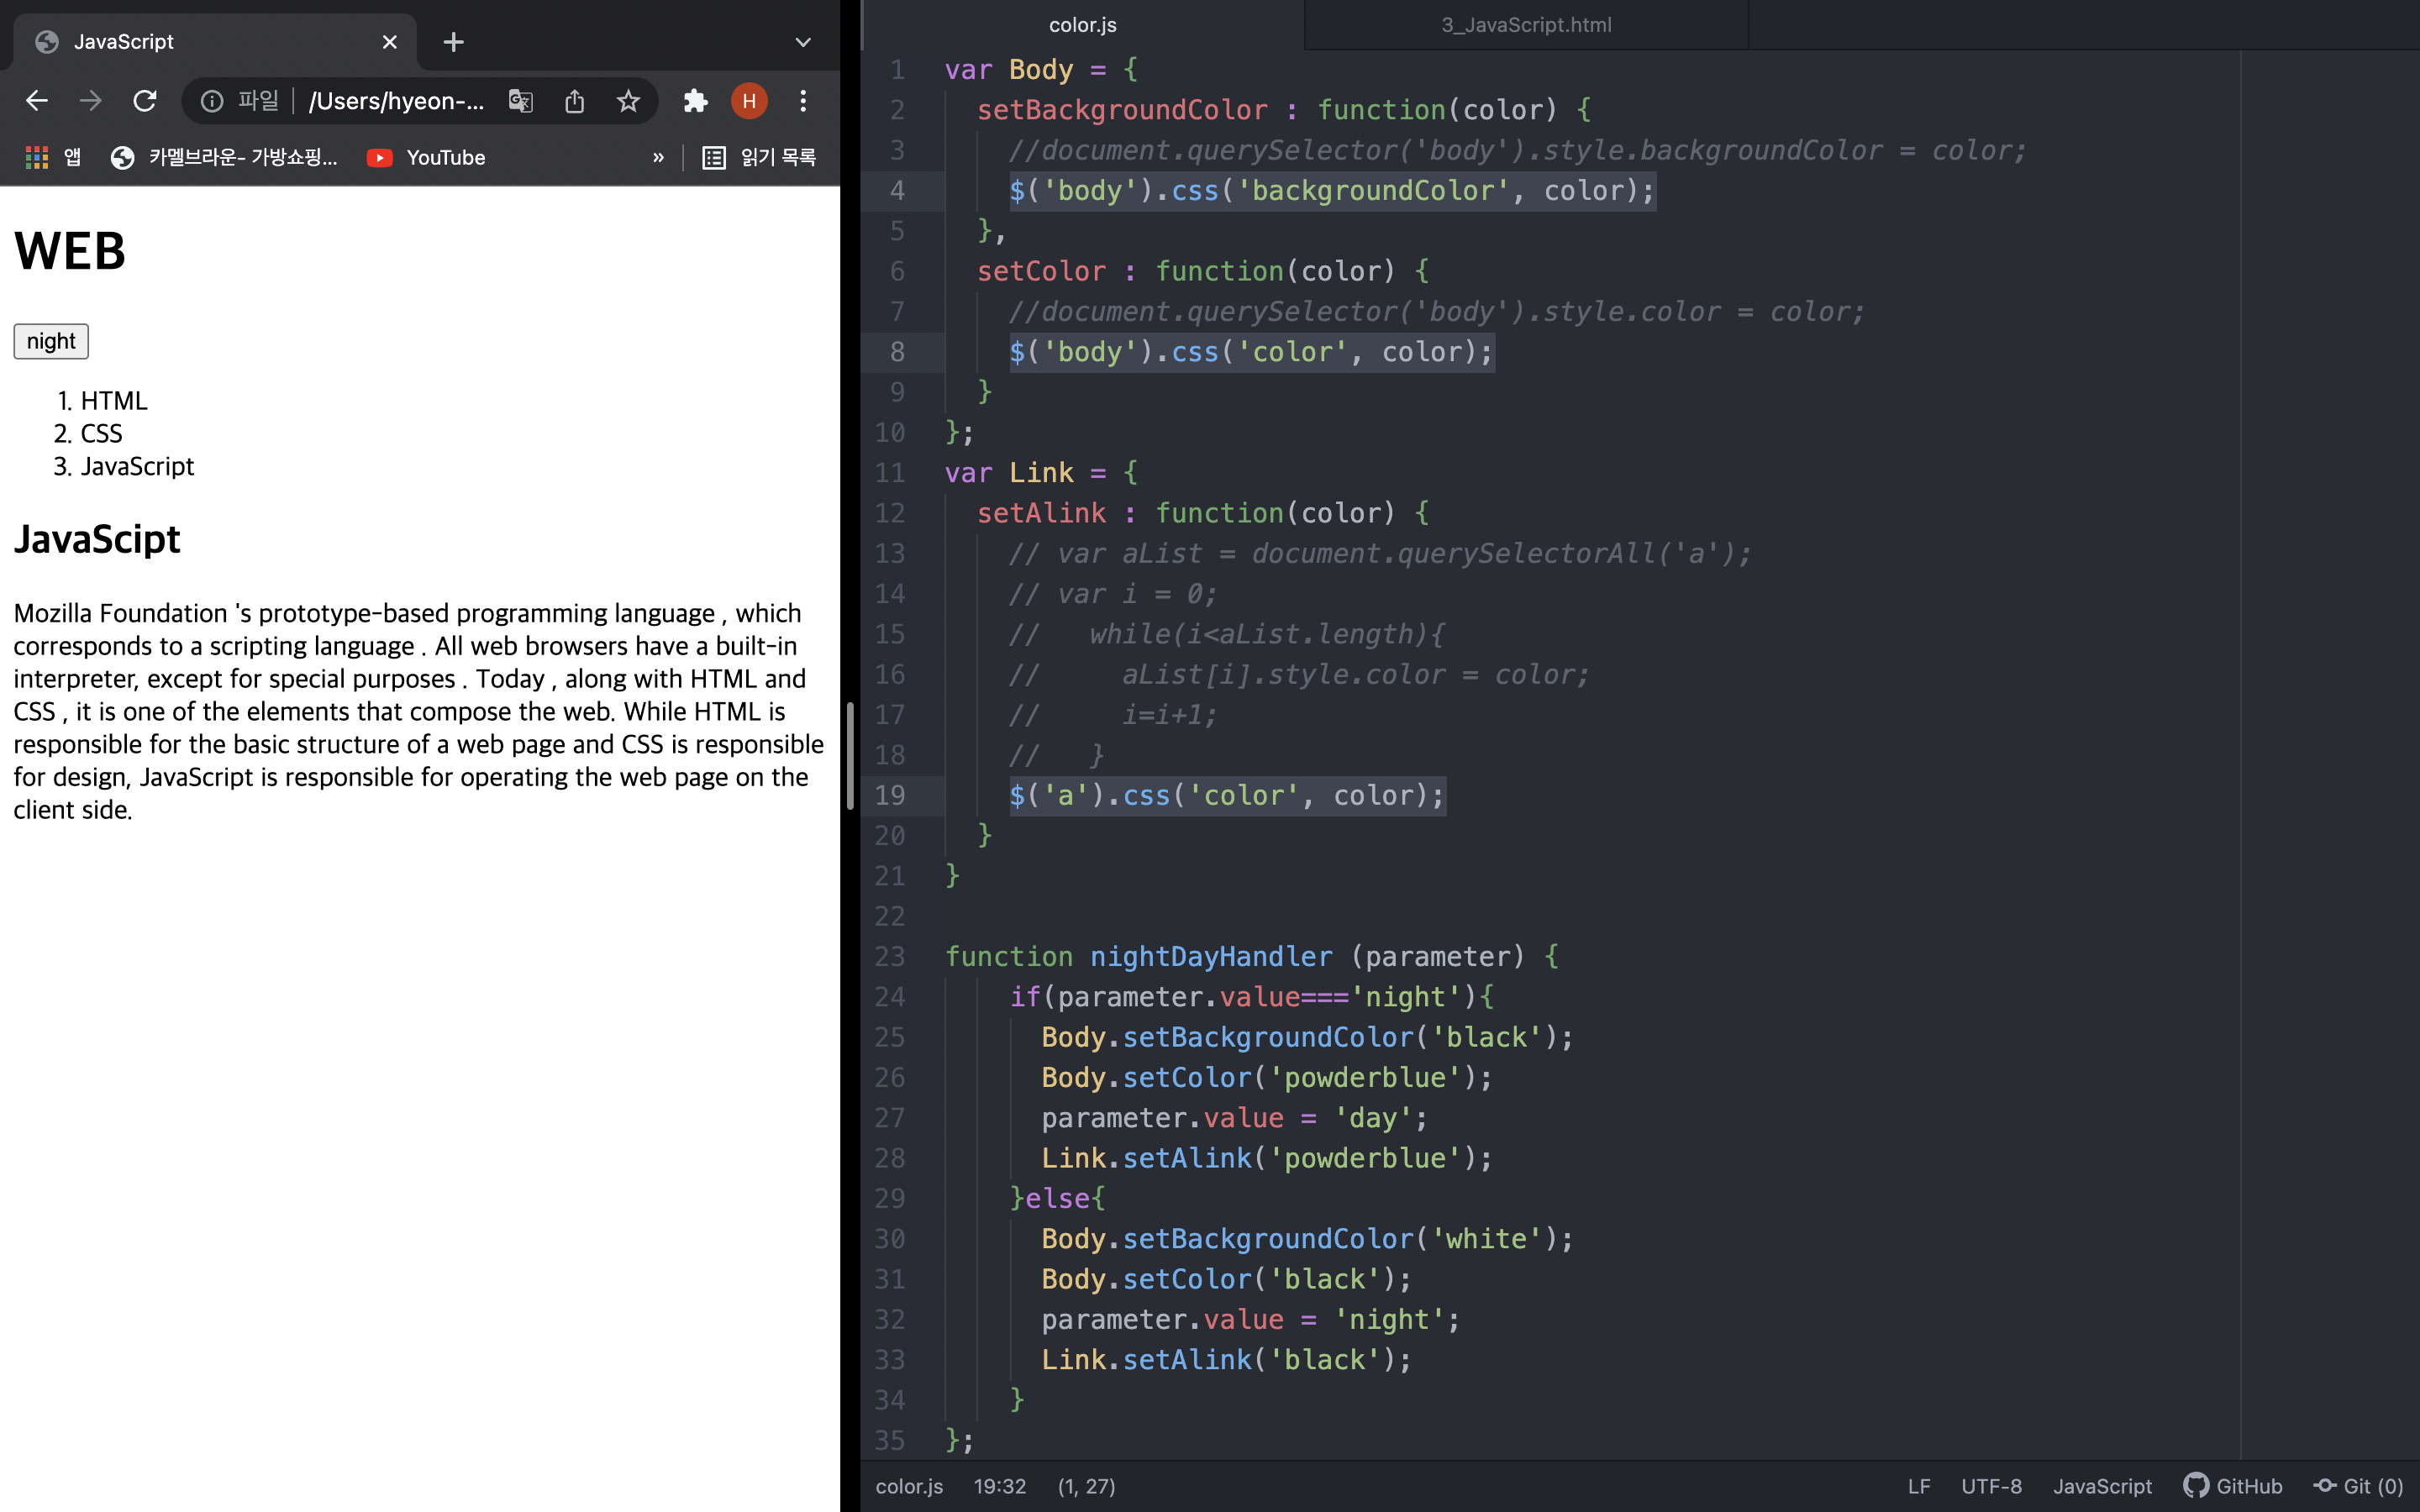 JavaScript
파일 | /Users/hyeon-...
H
앱
카멜브라운- 가방쇼핑...
YouTube
»
읽기 목록
WEB
night
1. HTML
2. CSS
3. JavaScript
JavaScipt
Mozilla Foundation 's prototype-based programming language , which
corresponds to a scripting language . All web browsers have a built-in
interpreter, except for special purposes . Today , along with HTML and
CSS , it is one of the elements that compose the web. While HTML is
responsible for the basic structure of a web page and CSS is responsible
for design, JavaScript is responsible for operating the web page on the
client side.
color.js
3_JavaScript.html
1 var Body = {
2 setBackgroundColor : function(color) {
3 //document.querySelector('body').style.backgroundColor = color;
4 $('body').css('backgroundColor', color);
5 },
6 setColor : function(color) {
7 //document.querySelector('body').style.color = color;
8 $('body').css('color', color);
9 }
10 };
11 var Link = {
12 setAlink : function(color) {
13 // var aList = document.querySelectorAll('a');
14 // var i = 0;
15 //   while(i<aList.length){
16 //     aList[i].style.color = color;
17 //     i=i+1;
18 //   }
19 $('a').css('color', color);
20 }
21 }
22
23 function nightDayHandler (parameter) {
24 if(parameter.value==='night'){
25 Body.setBackgroundColor('black');
26 Body.setColor('powderblue');
27 parameter.value = 'day';
28 Link.setAlink('powderblue');
29 }else{
30 Body.setBackgroundColor('white');
31 Body.setColor('black');
32 parameter.value = 'night';
33 Link.setAlink('black');
34 }
35 };
color.js 19:32 (1, 27)
LF UTF-8 JavaScript GitHub Git (0)